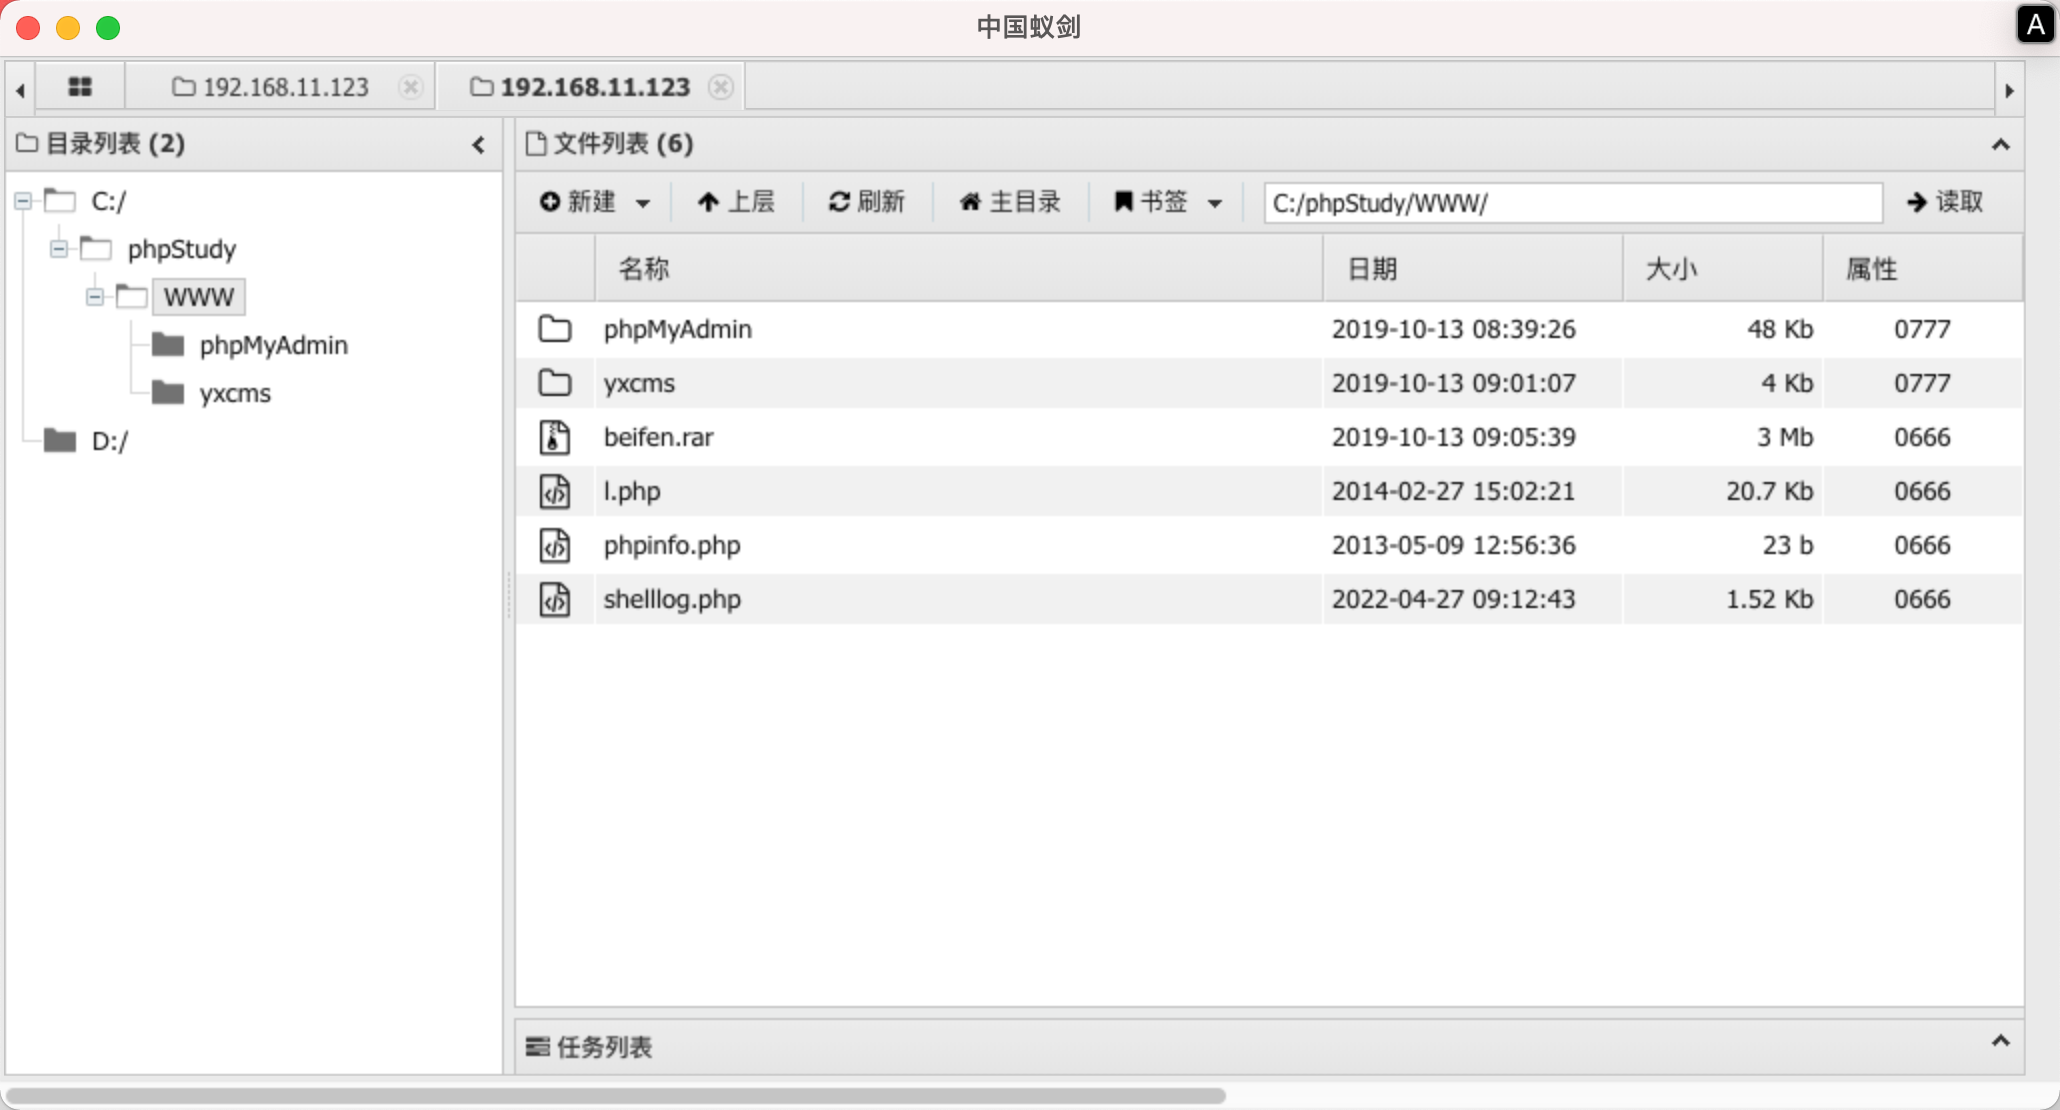 中国蚁剑
A
192.168.11.123
192.168.11.123
目录列表 (2)
C:/
phpStudy
WWW
phpMyAdmin
yxcms
D:/
文件列表 (6)
新建 上层 刷新 主目录 书签 C:/phpStudy/WWW/ 读取
名称 日期 大小 属性
phpMyAdmin 2019-10-13 08:39:26 48 Kb 0777
yxcms 2019-10-13 09:01:07 4 Kb 0777
beifen.rar 2019-10-13 09:05:39 3 Mb 0666
l.php 2014-02-27 15:02:21 20.7 Kb 0666
phpinfo.php 2013-05-09 12:56:36 23 b 0666
shelllog.php 2022-04-27 09:12:43 1.52 Kb 0666
任务列表